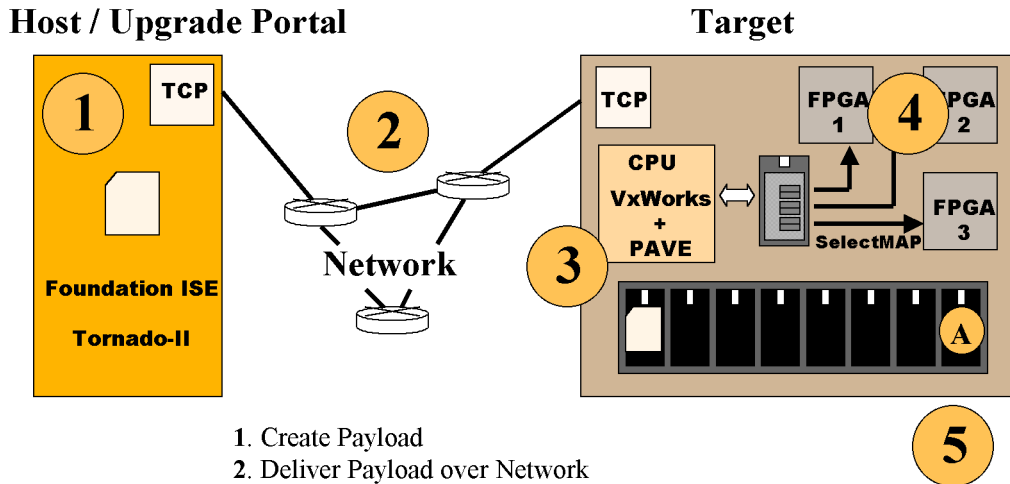 Host / Upgrade Portal
Target
1
TCP
2
TCP
FPGA
1
4
PGA
2
CPU
VxWorks
+
PAVE
3
SelectMAP
FPGA
3
Network
Foundation ISE
Tornado-II
A
5
1. Create Payload
2. Deliver Payload over Network